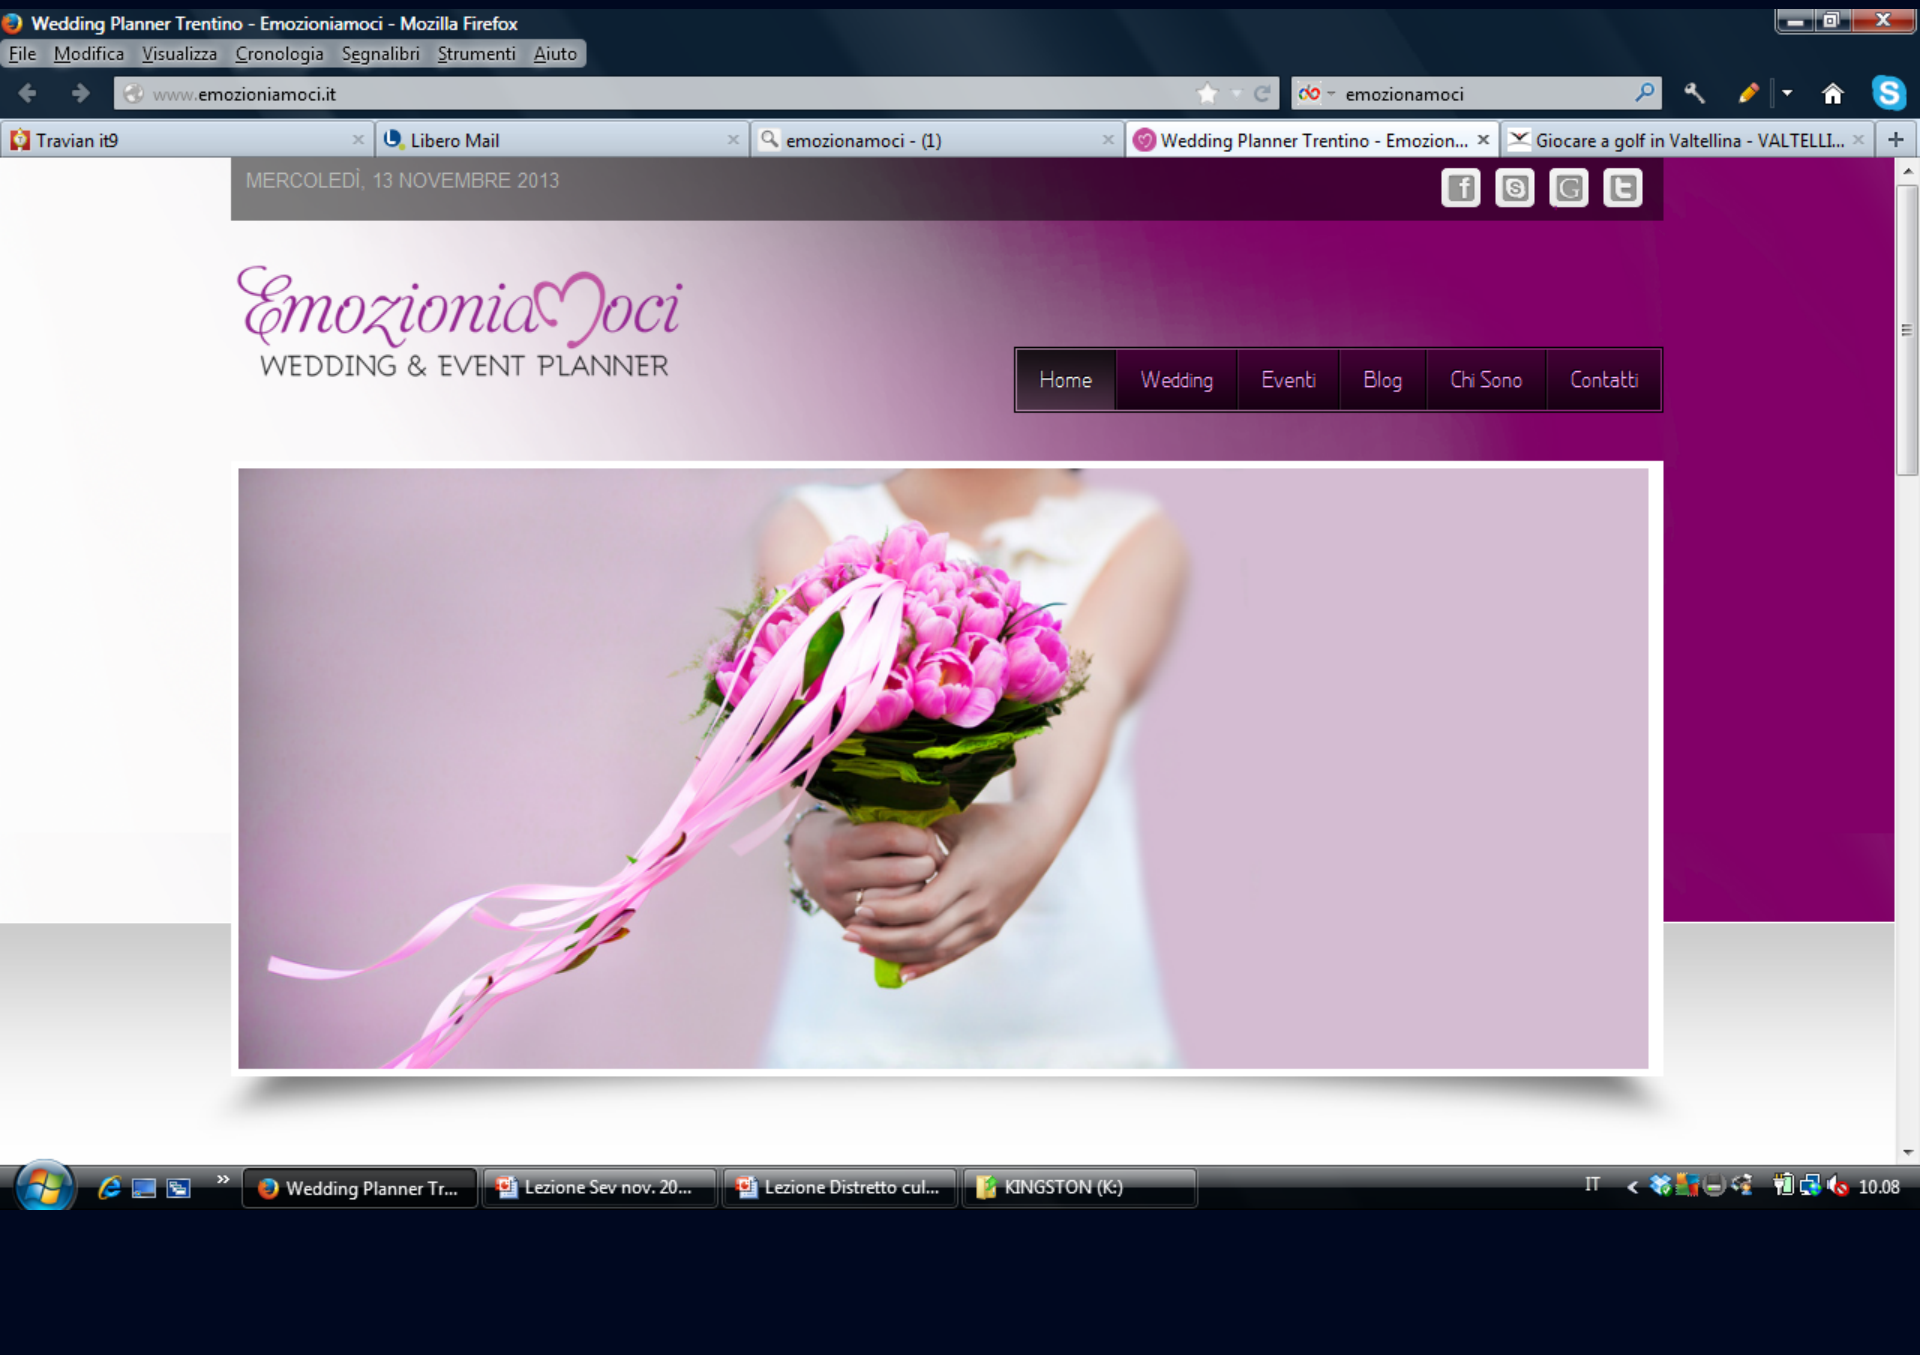 Wedding Planner Trentino - Emozioniamoci - Mozilla Firefox
File Modifica Visualizza Cronologia Segnalibri Strumenti Aiuto
www.emozioniamoci.it emozionamoci
Travian it9 Libero Mail emozionamoci - (1) Wedding Planner Trentino - Emozion... Giocare a golf in Valtellina - VALTELLI...
MERCOLEDÌ, 13 NOVEMBRE 2013
EmozioniaMoci
WEDDING & EVENT PLANNER
Home Wedding Eventi Blog Chi Sono Contatti
Wedding Planner Tr... Lezione Sev nov. 20... Lezione Distretto cul... KINGSTON (K:) IT 10.08